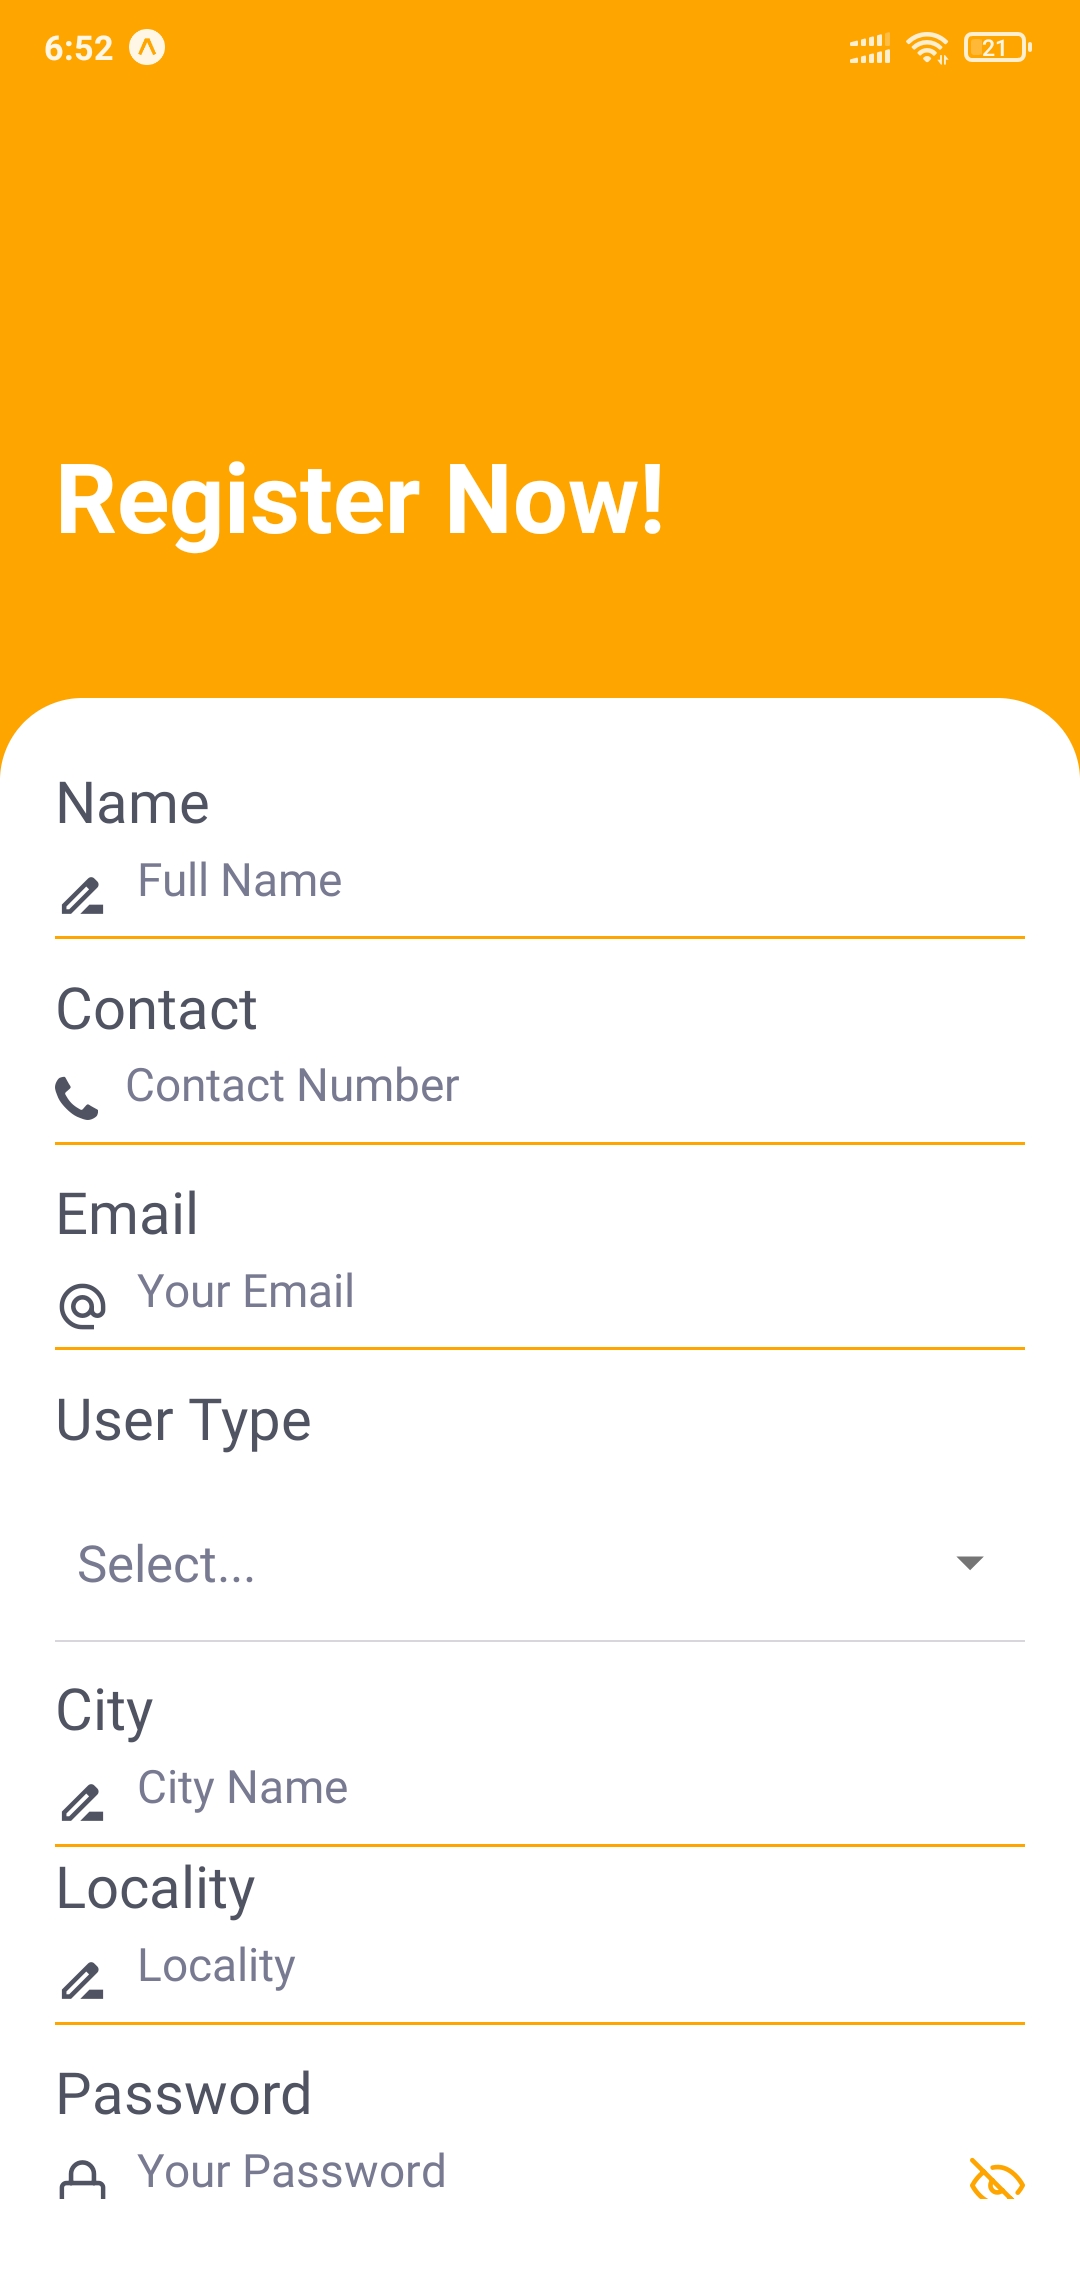 6:52
21
Register Now!
Name
Full Name
Contact
Contact Number
Email
Your Email
User Type
Select...
City
City Name
Locality
Locality
Password
Your Password